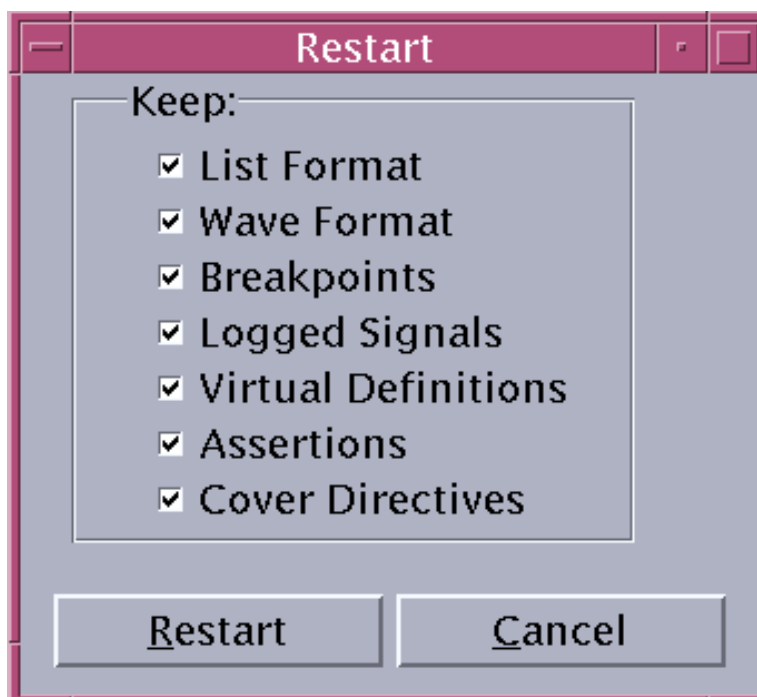 Restart
Keep:
List Format
Wave Format
Breakpoints
Logged Signals
Virtual Definitions
Assertions
Cover Directives
Restart Cancel